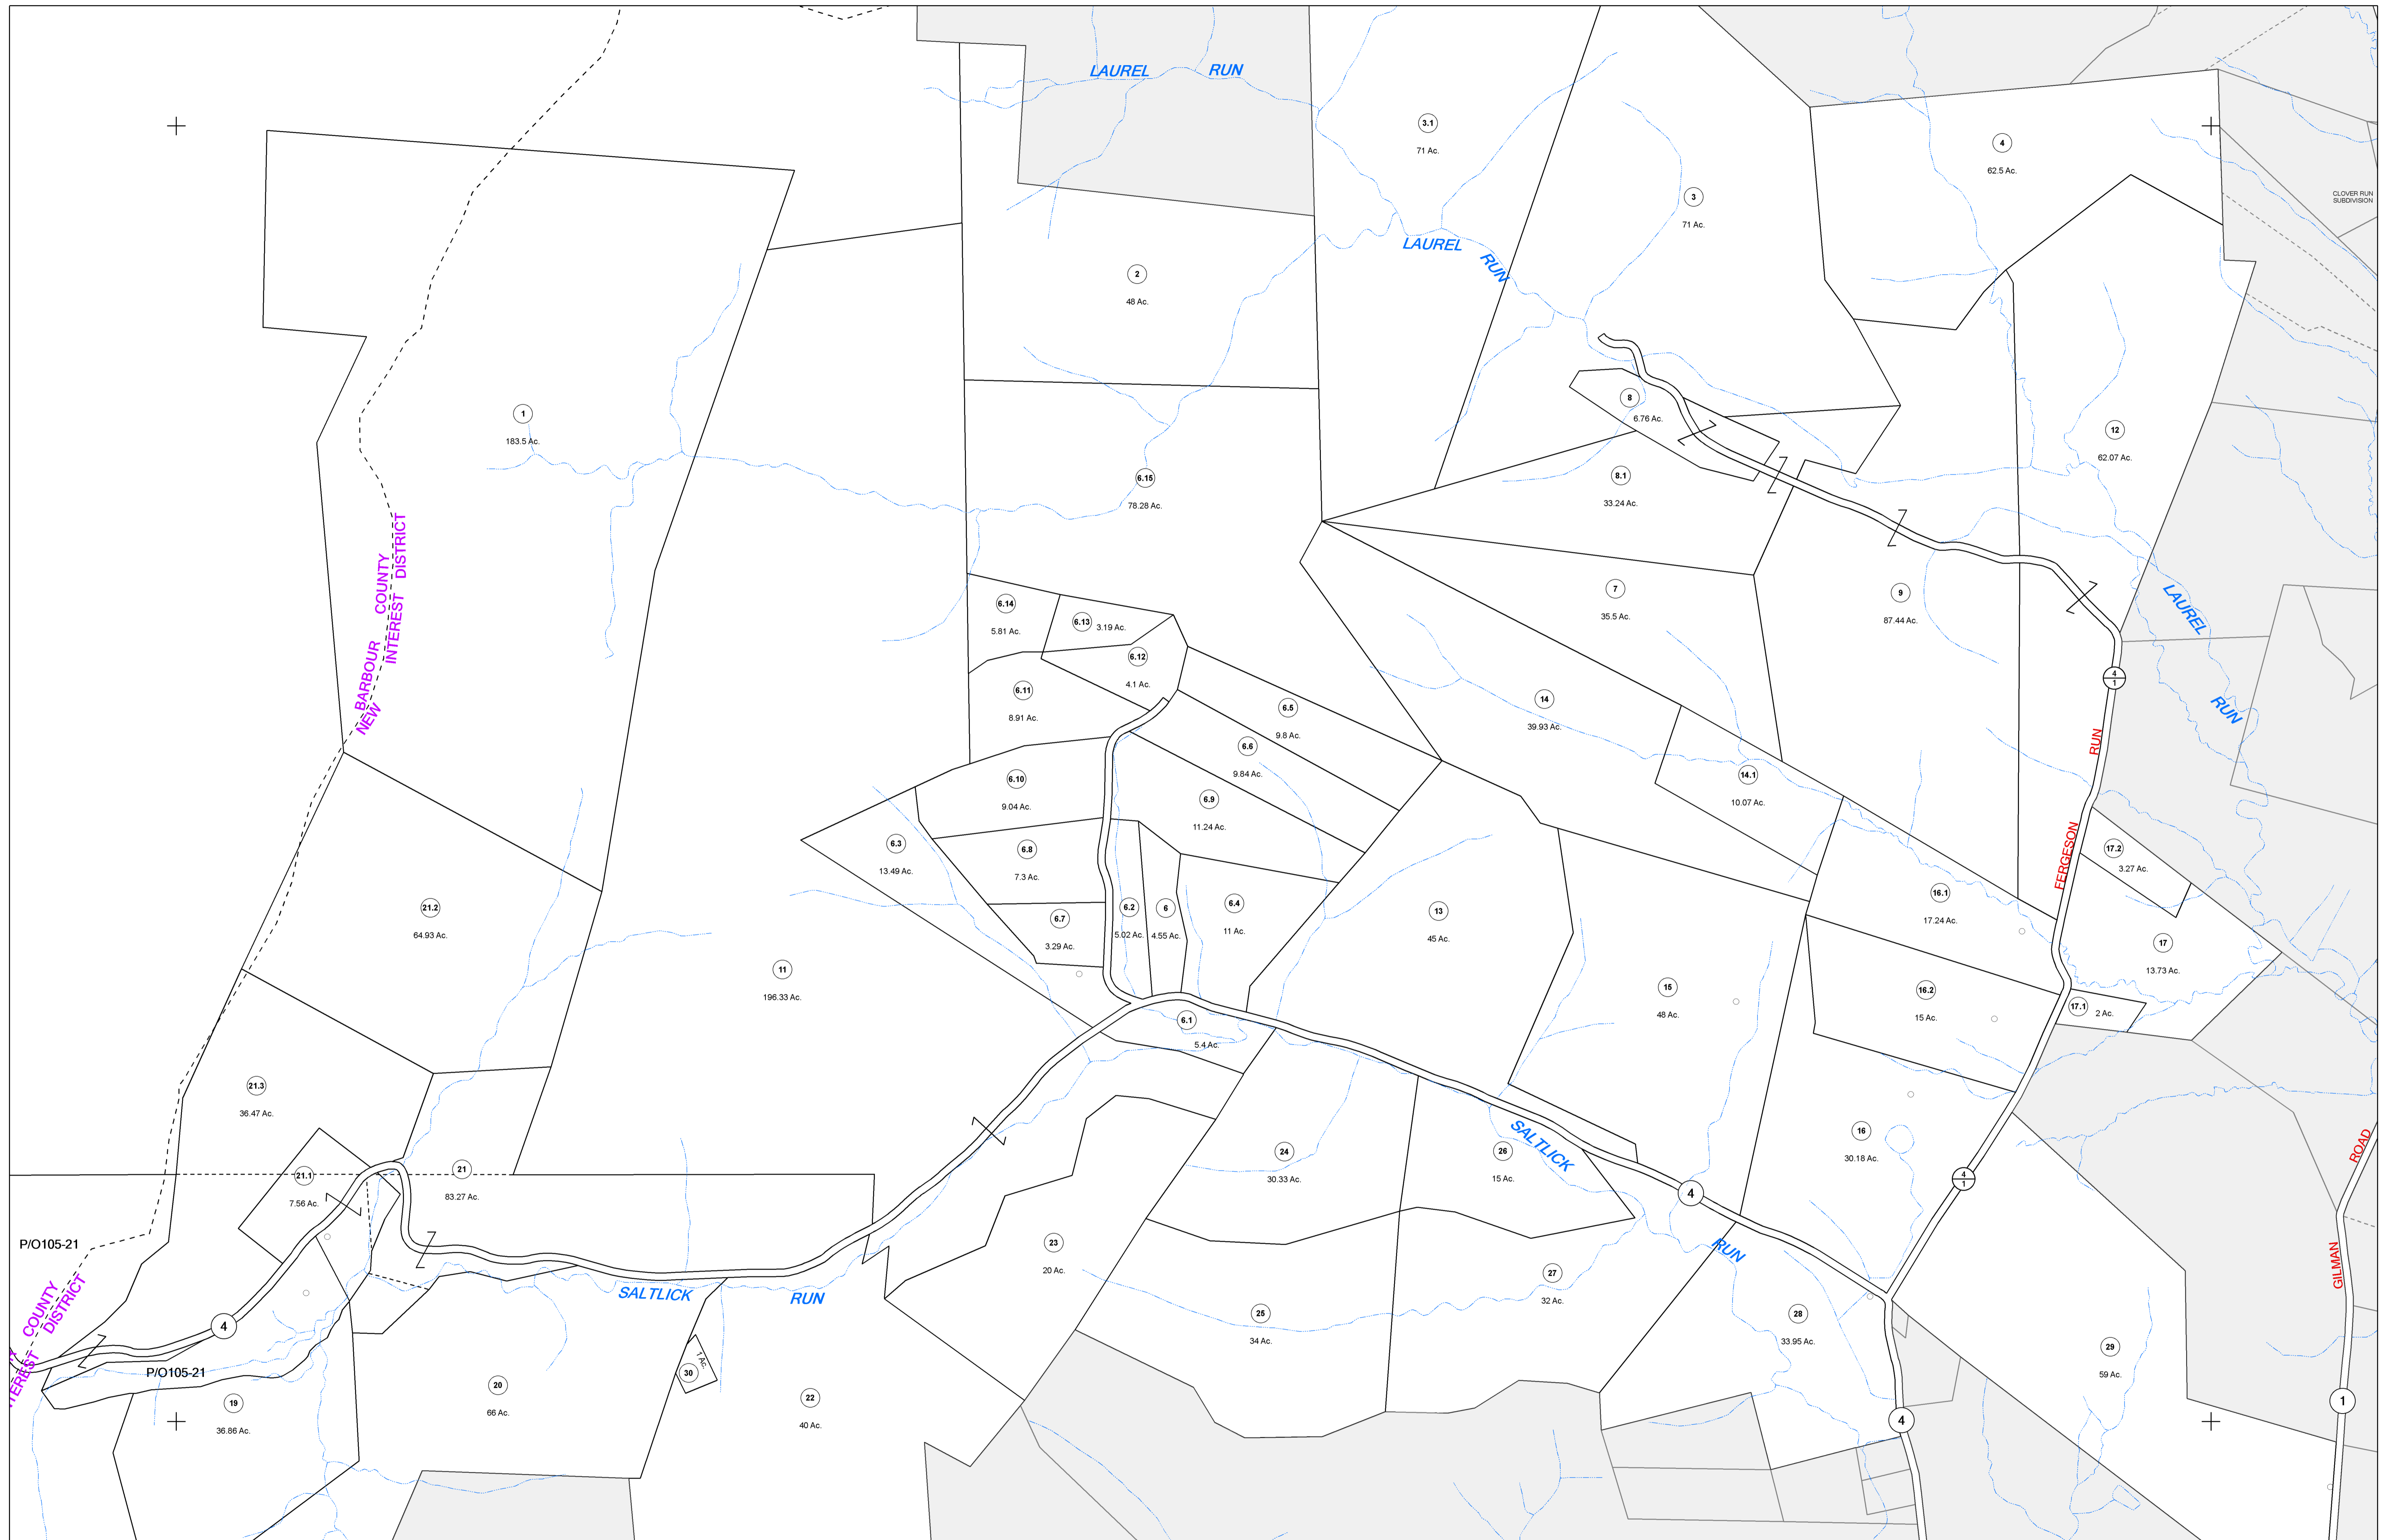 LAUREL RUN
3.1
71 Ac.
4
62.5 Ac.
3
71 Ac.
CLOVER RUN
SUBDIVISION
LAUREL RUN
2
48 Ac.
1
183.5 Ac.
8
6.76 Ac.
12
62.07 Ac.
6.15
78.28 Ac.
8.1
33.24 Ac.
BARBOUR COUNTY
NEW INTEREST DISTRICT
7
35.5 Ac.
9
87.44 Ac.
LAUREL RUN
6.14
5.81 Ac.
6.13
3.19 Ac.
6.12
4.1 Ac.
6.11
8.91 Ac.
4
1
6.5
9.8 Ac.
14
39.93 Ac.
6.6
9.84 Ac.
6.10
9.04 Ac.
14.1
10.07 Ac.
6.9
11.24 Ac.
FERGESON RUN
6.3
13.49 Ac.
6.8
7.3 Ac.
17.2
3.27 Ac.
16.1
17.24 Ac.
21.2
64.93 Ac.
6.7
3.29 Ac.
6.2
5.02 Ac.
6
4.55 Ac.
6.4
11 Ac.
13
45 Ac.
17
13.73 Ac.
11
196.33 Ac.
15
48 Ac.
16.2
15 Ac.
17.1
2 Ac.
6.1
5.4 Ac.
21.3
36.47 Ac.
16
30.18 Ac.
SALTLICK RUN
24
30.33 Ac.
26
15 Ac.
21.1
7.56 Ac.
21
83.27 Ac.
4
4
1
GILMAN ROAD
P/O105-21
23
20 Ac.
27
32 Ac.
SALTLICK RUN
COUNTY
TEREST DISTRICT
4
25
34 Ac.
28
33.95 Ac.
29
59 Ac.
P/O105-21
1 Ac.
30
20
66 Ac.
22
40 Ac.
19
36.86 Ac.
4
1